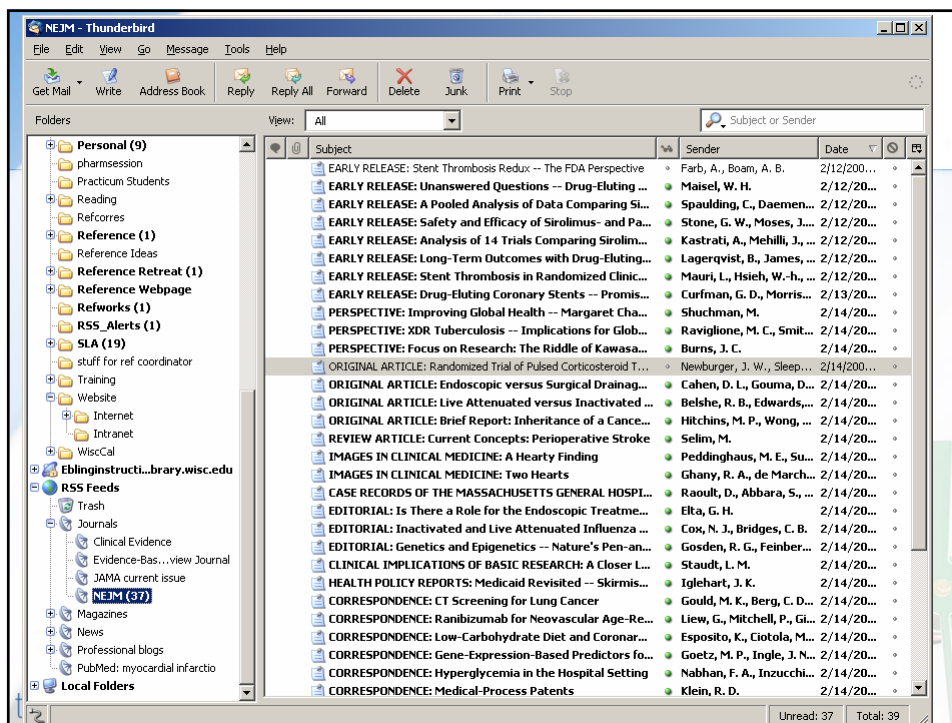 NEJM - Thunderbird
File Edit View Go Message Tools Help
Get Mail Write Address Book Reply Reply All Forward Delete Junk Print Stop
Folders
View: All
Subject or Sender
Personal (9)
pharmsession
Practicum Students
Reading
Refcorres
Reference (1)
Reference Ideas
Reference Retreat (1)
Reference Webpage
Refworks (1)
RSS_Alerts (1)
SLA (19)
stuff for ref coordinator
Training
Website
Internet
Intranet
WiscCal
Eblinginstructi...brary.wisc.edu
RSS Feeds
Trash
Journals
Clinical Evidence
Evidence-Bas...view Journal
JAMA current issue
NEJM (37)
Magazines
News
Professional blogs
PubMed: myocardial infarctio
Local Folders
Subject Sender Date
EARLY RELEASE: Stent Thrombosis Redux -- The FDA Perspective Farb, A., Boam, A. B. 2/12/200...
EARLY RELEASE: Unanswered Questions -- Drug-Eluting ... Maisel, W. H. 2/12/20...
EARLY RELEASE: A Pooled Analysis of Data Comparing Si... Spaulding, C., Daemen... 2/12/20...
EARLY RELEASE: Safety and Efficacy of Sirolimus- and Pa... Stone, G. W., Moses, J.... 2/12/20...
EARLY RELEASE: Analysis of 14 Trials Comparing Sirolim... Kastrati, A., Mehilli, J., ... 2/12/20...
EARLY RELEASE: Long-Term Outcomes with Drug-Eluting... Lagerqvist, B., James, ... 2/12/20...
EARLY RELEASE: Stent Thrombosis in Randomized Clinic... Mauri, L., Hsieh, W.-h., ... 2/12/20...
EARLY RELEASE: Drug-Eluting Coronary Stents -- Promis... Curfman, G. D., Morris... 2/13/20...
PERSPECTIVE: Improving Global Health -- Margaret Cha... Shuchman, M. 2/14/20...
PERSPECTIVE: XDR Tuberculosis -- Implications for Glob... Raviglione, M. C., Smit... 2/14/20...
PERSPECTIVE: Focus on Research: The Riddle of Kawasa... Burns, J. C. 2/14/20...
ORIGINAL ARTICLE: Randomized Trial of Pulsed Corticosteroid T... Newburger, J. W., Sleep... 2/14/200...
ORIGINAL ARTICLE: Endoscopic versus Surgical Drainag... Cahen, D. L., Gouma, D... 2/14/20...
ORIGINAL ARTICLE: Live Attenuated versus Inactivated ... Belshe, R. B., Edwards,... 2/14/20...
ORIGINAL ARTICLE: Brief Report: Inheritance of a Cance... Hitchins, M. P., Wong, ... 2/14/20...
REVIEW ARTICLE: Current Concepts: Perioperative Stroke Selim, M. 2/14/20...
IMAGES IN CLINICAL MEDICINE: A Hearty Finding Peddinghaus, M. E., Su... 2/14/20...
IMAGES IN CLINICAL MEDICINE: Two Hearts Ghany, R. A., de March... 2/14/20...
CASE RECORDS OF THE MASSACHUSETTS GENERAL HOSPI... Raoult, D., Abbara, S., ... 2/14/20...
EDITORIAL: Is There a Role for the Endoscopic Treatme... Elta, G. H. 2/14/20...
EDITORIAL: Inactivated and Live Attenuated Influenza ... Cox, N. J., Bridges, C. B. 2/14/20...
EDITORIAL: Genetics and Epigenetics -- Nature's Pen-an... Gosden, R. G., Feinber... 2/14/20...
CLINICAL IMPLICATIONS OF BASIC RESEARCH: A Closer L... Staudt, L. M. 2/14/20...
HEALTH POLICY REPORTS: Medicaid Revisited -- Skirmis... Iglehart, J. K. 2/14/20...
CORRESPONDENCE: CT Screening for Lung Cancer Gould, M. K., Berg, C. D... 2/14/20...
CORRESPONDENCE: Ranibizumab for Neovascular Age-Re... Liew, G., Mitchell, P., Gi... 2/14/20...
CORRESPONDENCE: Low-Carbohydrate Diet and Coronar... Esposito, K., Ciotola, M... 2/14/20...
CORRESPONDENCE: Gene-Expression-Based Predictors fo... Goetz, M. P., Ingle, J. N... 2/14/20...
CORRESPONDENCE: Hyperglycemia in the Hospital Setting Nabhan, F. A., Inzucchi... 2/14/20...
CORRESPONDENCE: Medical-Process Patents Klein, R. D. 2/14/20...
Unread: 37 Total: 39